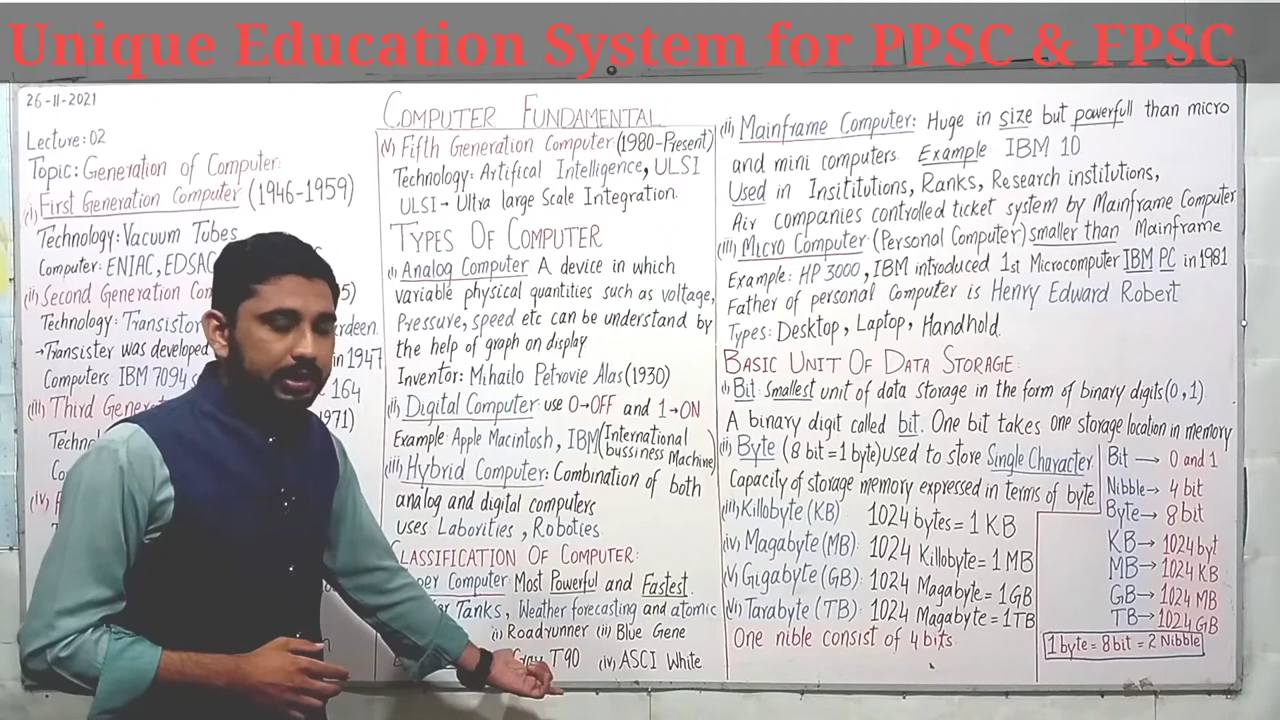 Unique Education System for PPSC & FPSC
26-11-2021
Lecture: 02
Topic: Generation of Computer:
(i) First Generation Computer (1946-1959)
Technology: Vacuum Tubes
Computer: ENIAC, EDSAC
(ii) Second Generation Com
Technology: Transistor
rdeen
→Transister was developed in 1947
Computers IBM 7094 164
(iii) Third Gener 971)
Techno
Co
(iv)
COMPUTER FUNDAMENTAL
(v) Fifth Generation Computer (1980-Present)
Technology: Artifical Intelligence, ULSI
ULSI → Ultra large Scale Integration.
TYPES OF COMPUTER
(i) Analog Computer A device in which
variable physical quantities such as voltage,
Pressure, speed etc can be understand by
the help of graph on display
Inventor: Mihailo Petrovie Alas (1930)
(ii) Digital Computer: use 0→OFF and 1→ON
Example: Apple Macintosh, IBM (International
bussiness Machine)
(iii) Hybrid Computer: Combination of both
analog and digital computers
uses: Laborities, Roboties
CLASSIFICATION OF COMPUTER:
per Computer Most Powerful and Fastest.
Tanks, Weather forecasting and atomic
(i) Roadrunner (ii) Blue Gene
T90 (iv) ASCI White
(ii) Mainframe Computer: Huge in size but powerfull than micro
and mini computers. Example IBM 10
Used in Insititutions, Ranks, Research institutions,
Air companies controlled ticket system by Mainframe Computer
(iii) Micro Computer (Personal Computer) smaller than Mainframe
Example: HP 3000, IBM introduced 1st Microcomputer IBM PC in 1981
Father of personal Computer is Henry Edward Robert
Types: Desktop, Laptop, Handhold.
BASIC UNIT OF DATA STORAGE:
(i) Bit: Smallest unit of data storage in the form of binary digits (0,1)
A binary digit called bit. One bit takes one storage location in memory
(ii) Byte (8 bit = 1 byte) used to store Single Character.
Capacity of storage memory expressed in terms of byte
(iii) Killobyte (KB) 1024 bytes = 1 KB
(iv) Magabyte (MB): 1024 Killobyte = 1 MB
(v) Gigabyte (GB): 1024 Magabyte = 1GB
(vi) Tarabyte (TB): 1024 Magabyte = 1TB
One nible consist of 4 bits
Bit → 0 and 1
Nibble → 4 bit
Byte → 8 bit
KB → 1024 byt
MB → 1024 KB
GB → 1024 MB
TB → 1024 GB
1 byte = 8 bit = 2 Nibble